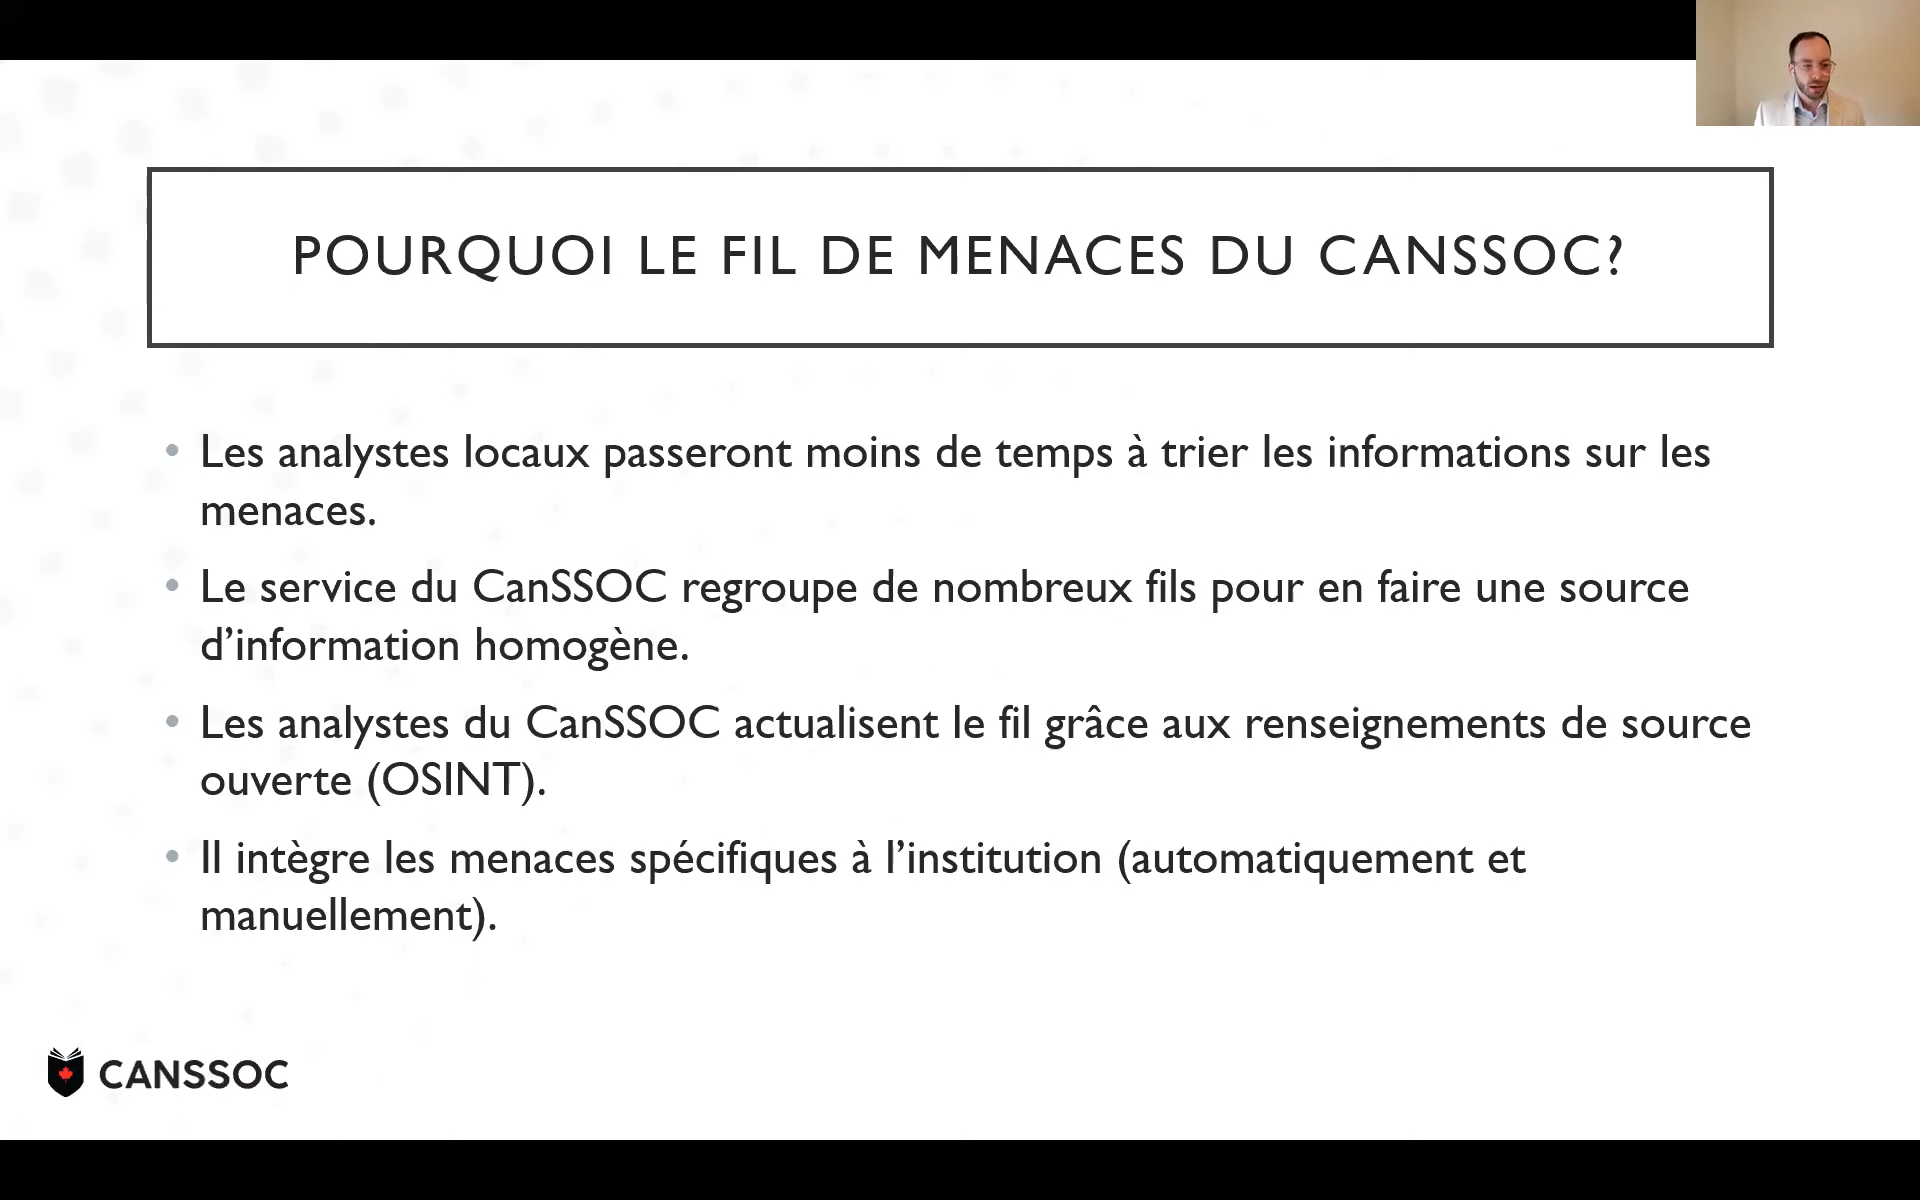 POURQUOI LE FIL DE MENACES DU CANSSOC?
• Les analystes locaux passeront moins de temps à trier les informations sur les
menaces.
• Le service du CanSSOC regroupe de nombreux fils pour en faire une source
d’information homogène.
• Les analystes du CanSSOC actualisent le fil grâce aux renseignements de source
ouverte (OSINT).
• Il intègre les menaces spécifiques à l’institution (automatiquement et
manuellement).
CANSSOC